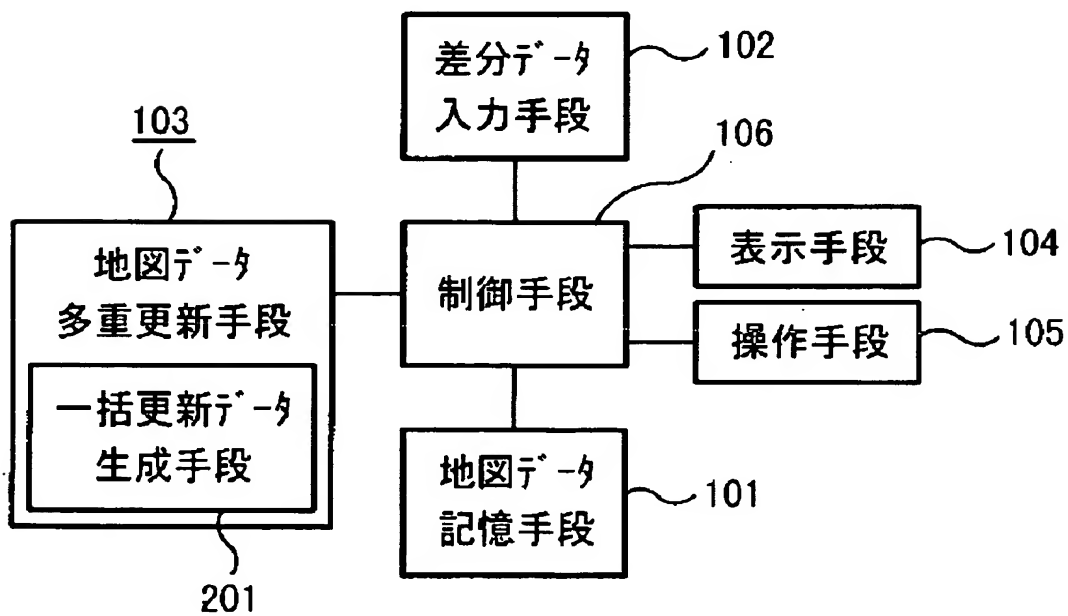 差分ﾃﾞｰﾀ
入力手段
102
103
106
地図ﾃﾞｰﾀ
多重更新手段
制御手段
表示手段
104
操作手段
105
一括更新ﾃﾞｰﾀ
生成手段
地図ﾃﾞｰﾀ
記憶手段
101
201